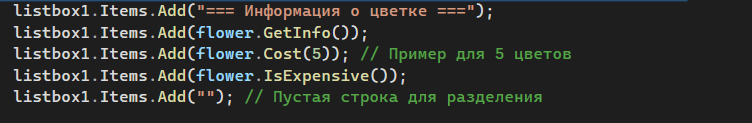 listbox1.Items.Add("=== Информация о цветке ===");
listbox1.Items.Add(flower.GetInfo());
listbox1.Items.Add(flower.Cost(5)); // Пример для 5 цветов
listbox1.Items.Add(flower.IsExpensive());
listbox1.Items.Add(""); // Пустая строка для разделения